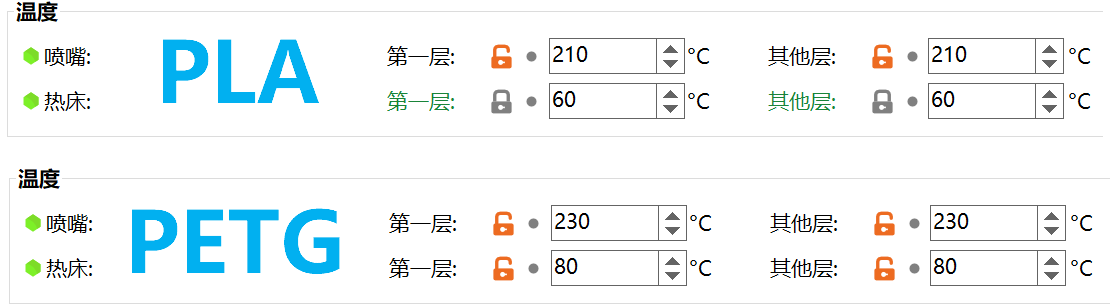 温度
喷嘴: PLA 第一层: 210 °C 其他层: 210 °C
热床: 第一层: 60 °C 其他层: 60 °C
温度
喷嘴: PETG 第一层: 230 °C 其他层: 230 °C
热床: 第一层: 80 °C 其他层: 80 °C